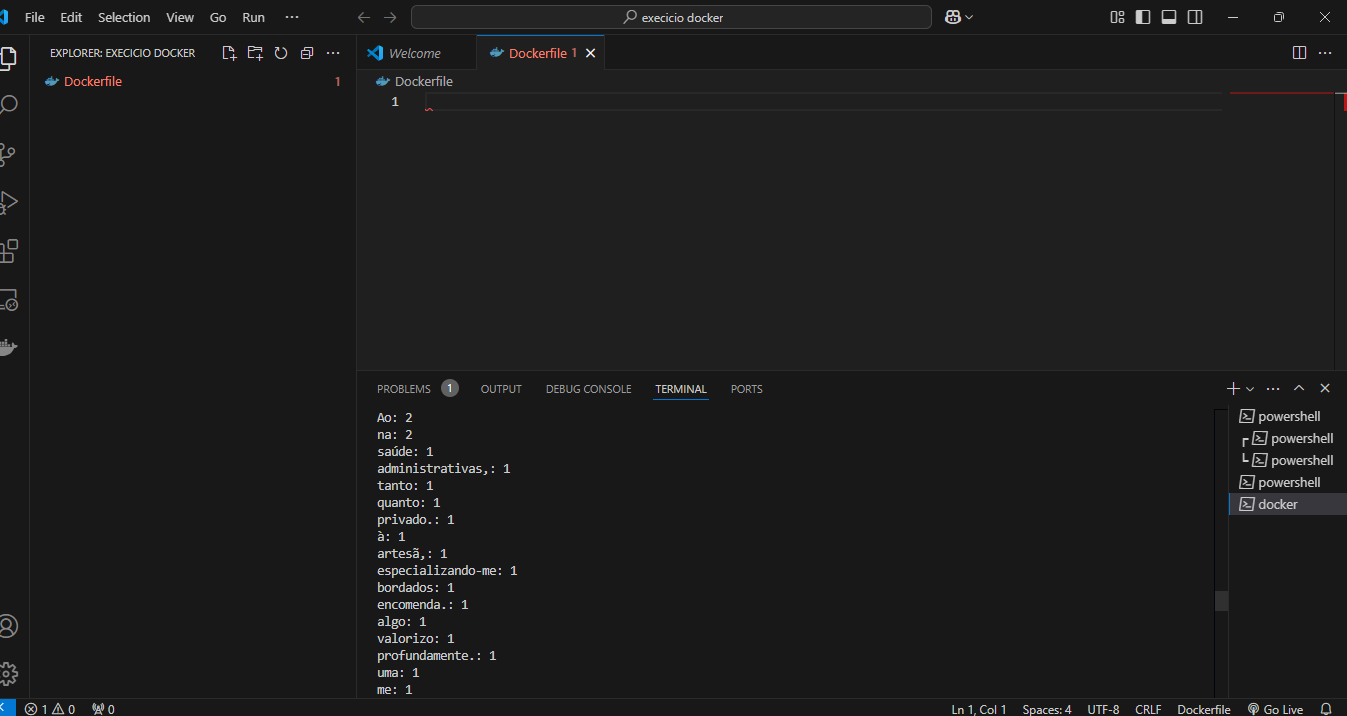 File Edit Selection View Go Run ···
execicio docker
EXPLORER: EXECICIO DOCKER
Dockerfile 1
Welcome
Dockerfile 1
Dockerfile
1
PROBLEMS 1 OUTPUT DEBUG CONSOLE TERMINAL PORTS
Ao: 2
na: 2
saúde: 1
administrativas,: 1
tanto: 1
quanto: 1
privado.: 1
à: 1
artesã,: 1
especializando-me: 1
bordados: 1
encomenda.: 1
algo: 1
valorizo: 1
profundamente.: 1
uma: 1
me: 1
powershell
powershell
powershell
powershell
docker
1 0 0
Ln 1, Col 1 Spaces: 4 UTF-8 CRLF Dockerfile Go Live